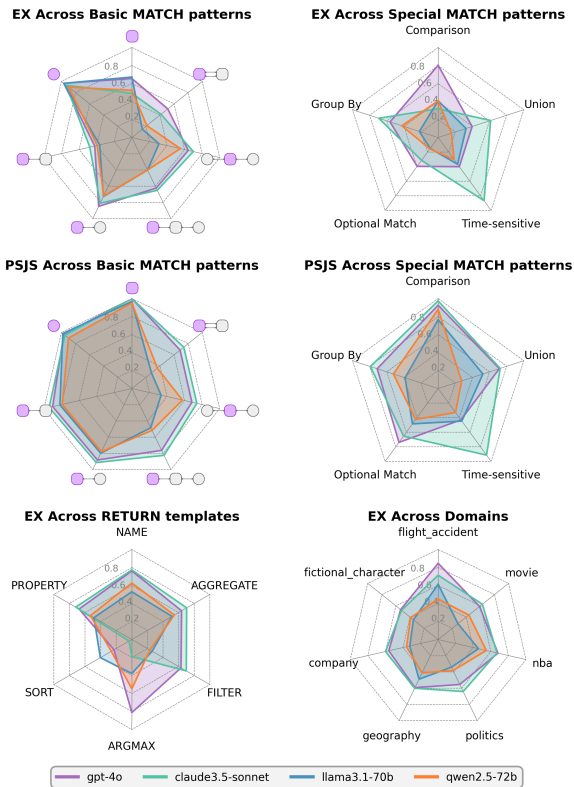 EX Across Basic MATCH patterns
0.8
0.6
0.4
0.2
EX Across Special MATCH patterns
Comparison
0.8
0.6
0.4
0.2
Group By
Union
Optional Match
Time-sensitive
PSJS Across Basic MATCH patterns
0.8
0.6
0.4
0.2
PSJS Across Special MATCH patterns
Comparison
0.8
0.6
0.4
0.2
Group By
Union
Optional Match
Time-sensitive
EX Across RETURN templates
NAME
0.8
0.6
0.4
0.2
PROPERTY
AGGREGATE
SORT
FILTER
ARGMAX
EX Across Domains
flight_accident
0.8
0.6
0.4
0.2
fictional_character
movie
company
nba
geography
politics
gpt-4o
claude3.5-sonnet
llama3.1-70b
qwen2.5-72b